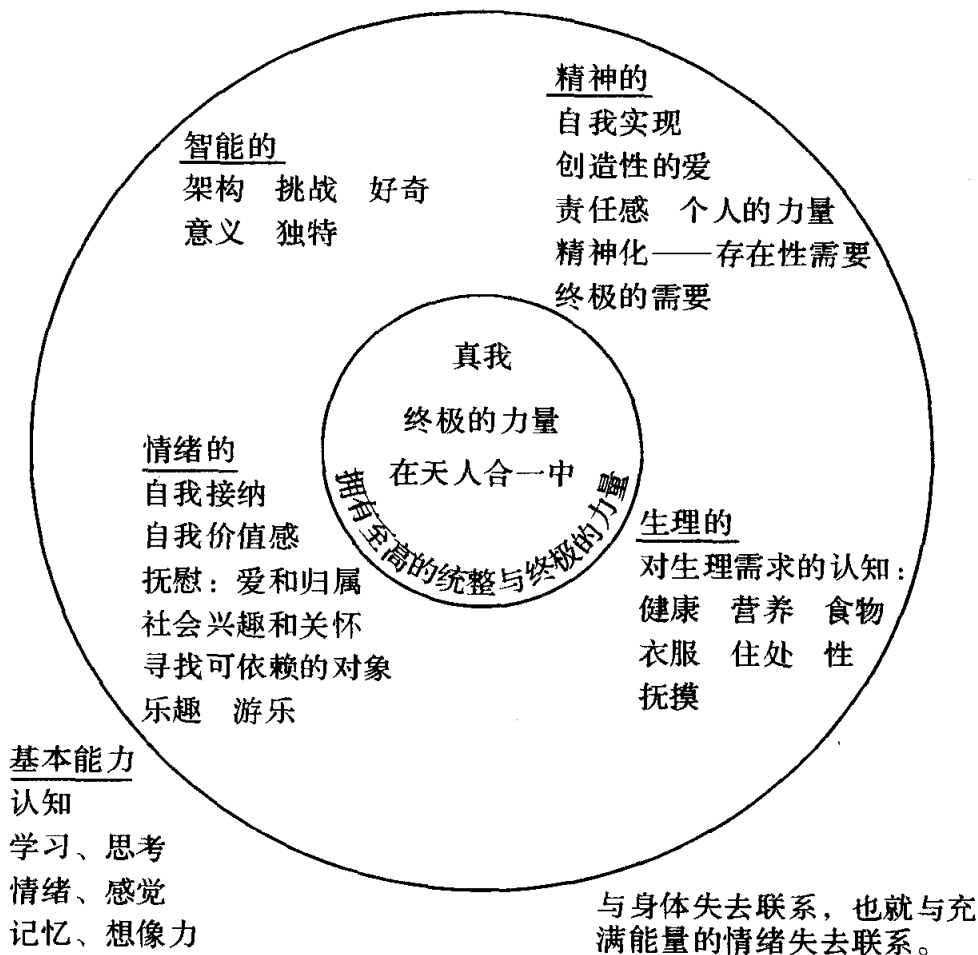 精神的
自我实现
创造性的爱
责任感 个人的力量
精神化——存在性需要
终极的需要
智能的
架构 挑战 好奇
意义 独特
真我
终极的力量
在天人合一中
拥有至高的统整与终极的力量
情绪的
自我接纳
自我价值感
抚慰：爱和归属
社会兴趣和关怀
寻找可依赖的对象
乐趣 游乐
生理的
对生理需求的认知：
健康 营养 食物
衣服 住处 性
抚摸
基本能力
认知
学习、思考
情绪、感觉
记忆、想像力
与身体失去联系，也就与充
满能量的情绪失去联系。